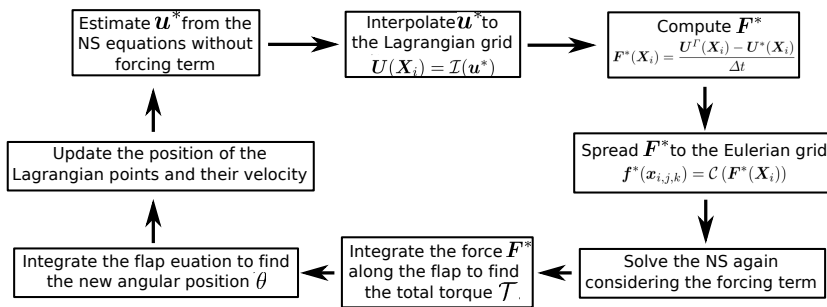 Estimate u* from the
NS equations without
forcing term
Interpolate u* to
the Lagrangian grid
U(X_i) = I(u*)
Compute F*
F*(X_i) = (U^Γ(X_i) − U*(X_i)) / Δt
Spread F* to the Eulerian grid
f*(x_{i,j,k}) = C (F*(X_i))
Solve the NS again
considering the forcing term
Integrate the force F*
along the flap to find
the total torque T.
Integrate the flap euation to find
the new angular position θ
Update the position of the
Lagrangian points and their velocity